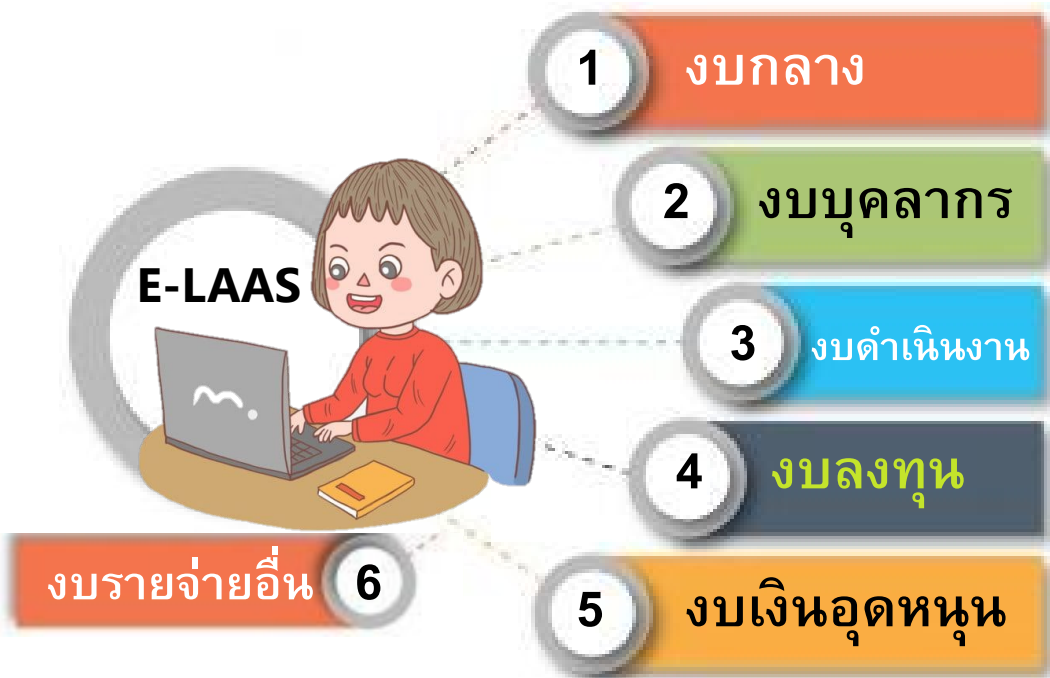 E-LAAS
1 งบกลาง
2 งบบุคลากร
3 งบดำเนินงาน
4 งบลงทุน
5 งบเงินอุดหนุน
6 งบรายจ่ายอื่น